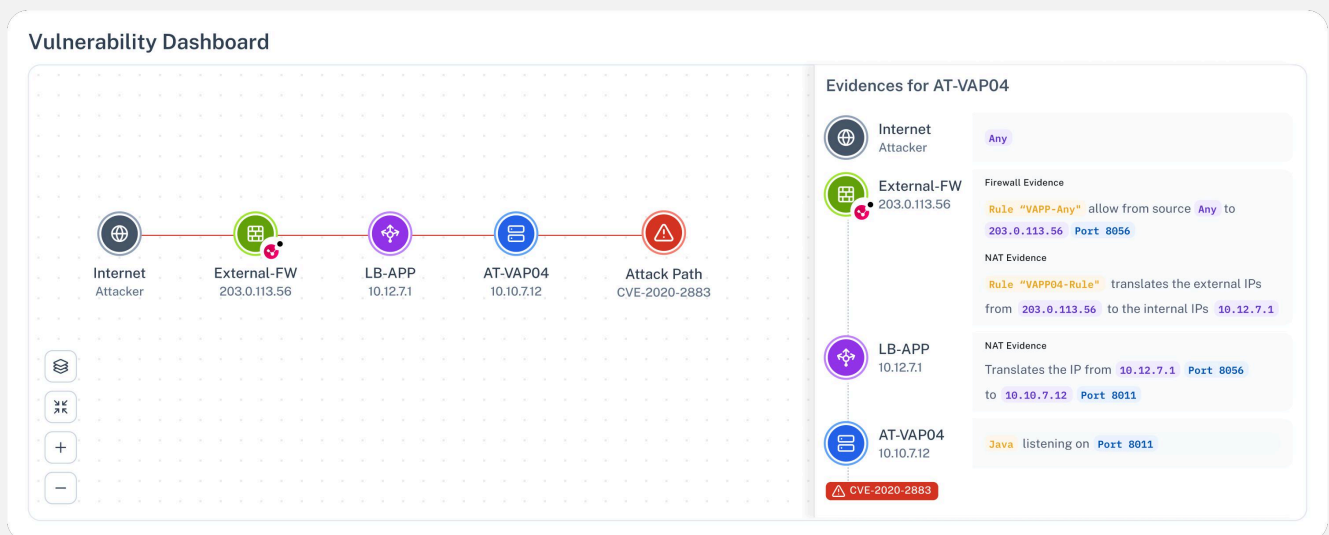 Vulnerability Dashboard
Internet
Attacker
External-FW
203.0.113.56
LB-APP
10.12.7.1
AT-VAP04
10.10.7.12
Attack Path
CVE-2020-2883
Evidences for AT-VAP04
Internet
Attacker
Any
External-FW
203.0.113.56
Firewall Evidence
Rule “VAPP-Any" allow from source Any to
203.0.113.56 Port 8056
NAT Evidence
Rule “VAPP04-Rule" translates the external IPs
from 203.0.113.56 to the internal IPs 10.12.7.1
LB-APP
10.12.7.1
NAT Evidence
Translates the IP from 10.12.7.1 Port 8056
to 10.10.7.12 Port 8011
AT-VAP04
10.10.7.12
Java listening on Port 8011
CVE-2020-2883